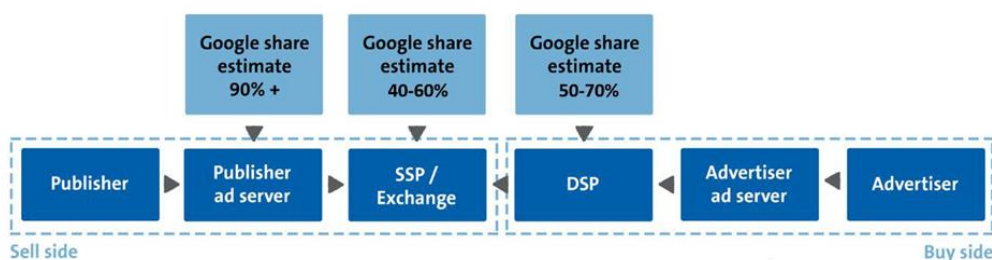 Google share
estimate
90% +
Google share
estimate
40-60%
Google share
estimate
50-70%
Publisher
Publisher
ad server
SSP /
Exchange
DSP
Advertiser
ad server
Advertiser
Sell side
Buy side